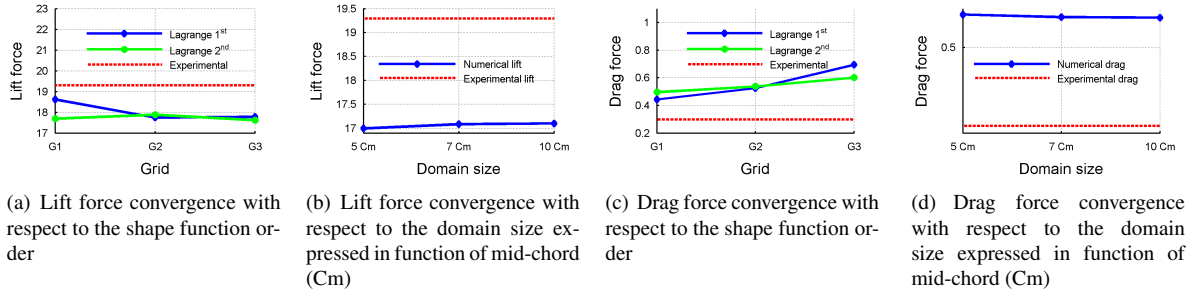 23
22
21
20
19
18
17
Lift force
Lagrange 1st
Lagrange 2nd
Experimental
G1 G2 G3
Grid
19.5
19
18.5
18
17.5
17
Lift force
Numerical lift
Experimental lift
5 Cm 7 Cm 10 Cm
Domain size
1
0.8
0.6
0.4
0.2
Drag force
Lagrange 1st
Lagrange 2nd
Experimental
G1 G2 G3
Grid
0.5
Drag force
Numerical drag
Experimental drag
5 Cm 7 Cm 10 Cm
Domain size
(a) Lift force convergence with
respect to the shape function or-
der
(b) Lift force convergence with
respect to the domain size ex-
pressed in function of mid-chord
(Cm)
(c) Drag force convergence with
respect to the shape function or-
der
(d) Drag force convergence
with respect to the domain
size expressed in function of
mid-chord (Cm)